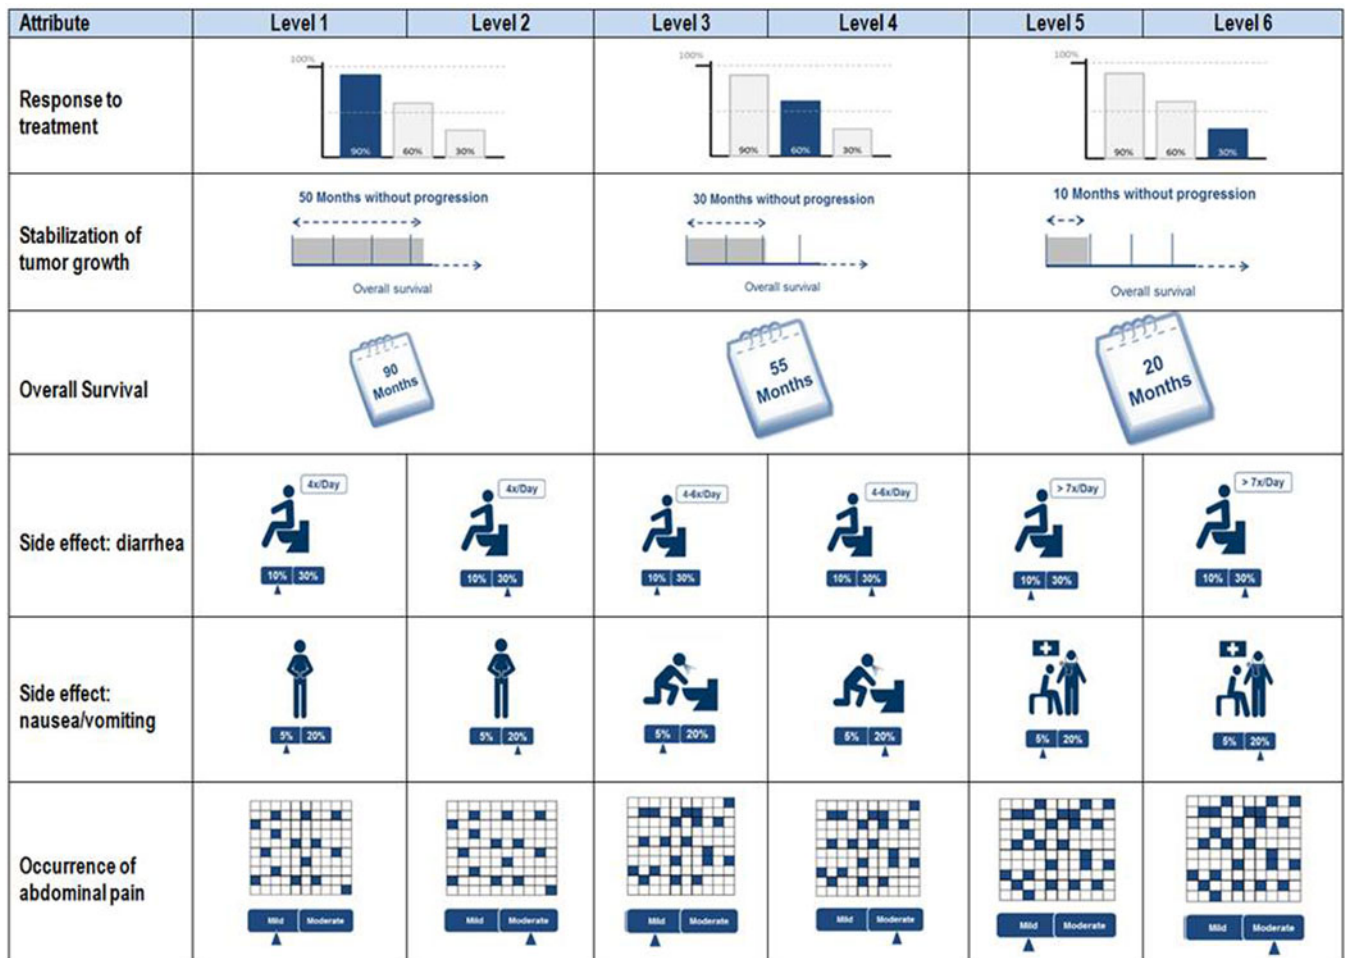 Attribute Level 1 Level 2 Level 3 Level 4 Level 5 Level 6
Response to
treatment
100%
90% 60% 30%
100%
90% 60% 30%
100%
90% 60% 30%
Stabilization of
tumor growth
50 Months without progression
Overall survival
30 Months without progression
Overall survival
10 Months without progression
Overall survival
Overall Survival
90
Months
55
Months
20
Months
Side effect: diarrhea
4x/Day
10% 30%
4x/Day
10% 30%
4-6x/Day
10% 30%
4-6x/Day
10% 30%
> 7x/Day
10% 30%
> 7x/Day
10% 30%
Side effect:
nausea/vomiting
5% 20%
5% 20%
5% 20%
5% 20%
5% 20%
5% 20%
Occurrence of
abdominal pain
Mild Moderate
Mild Moderate
Mild Moderate
Mild Moderate
Mild Moderate
Mild Moderate